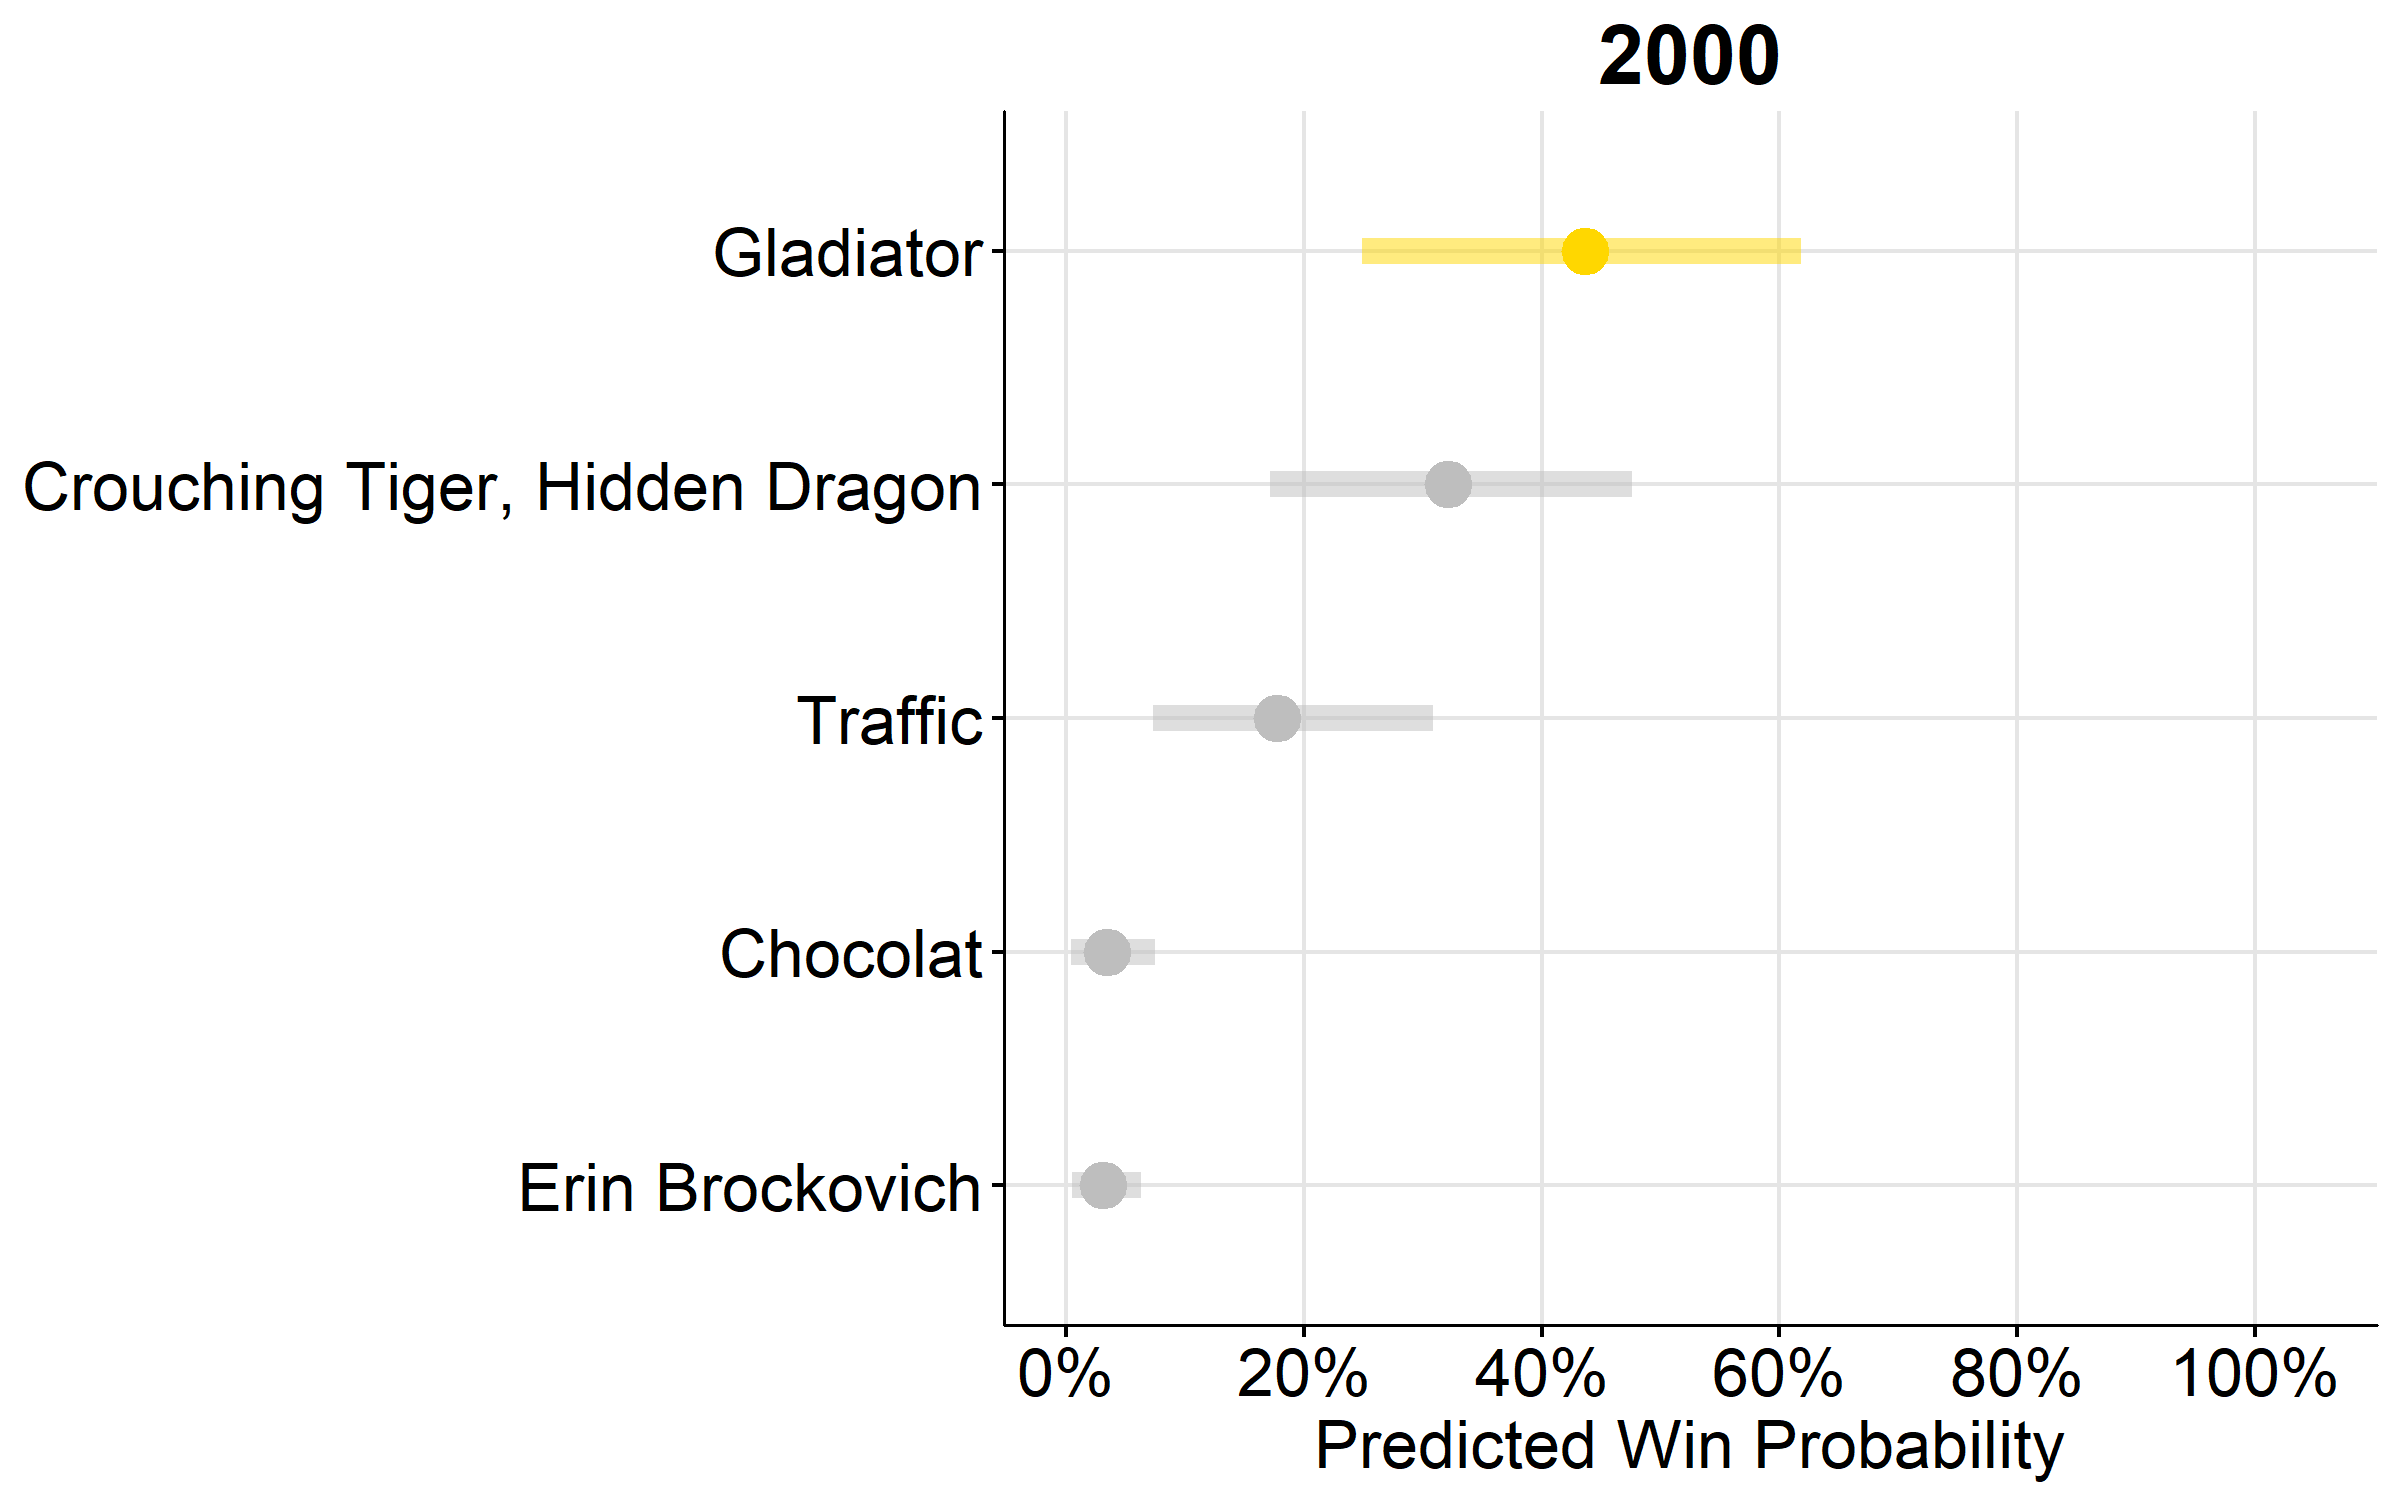 2000
Gladiator
Crouching Tiger, Hidden Dragon
Traffic
Chocolat
Erin Brockovich
0% 20% 40% 60% 80% 100%
Predicted Win Probability